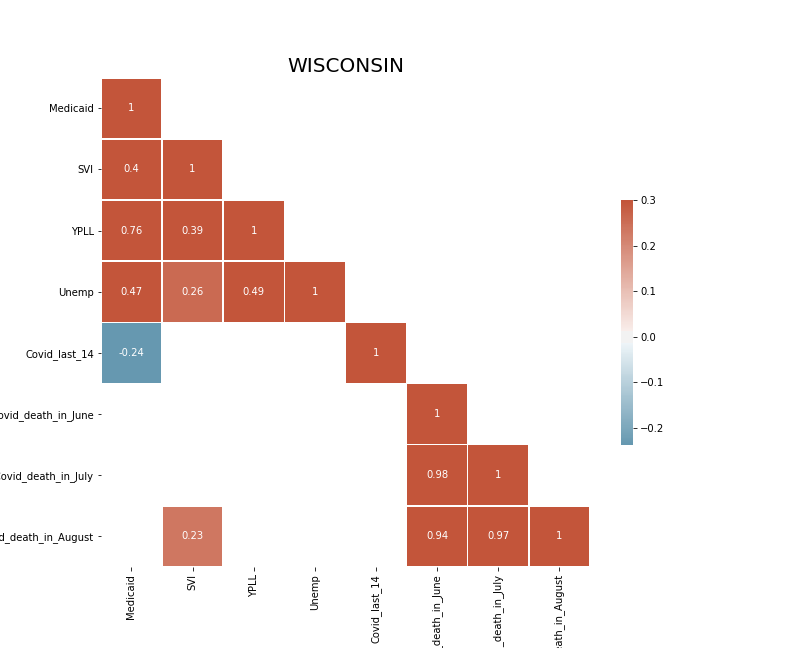 WISCONSIN
Medicaid
1
SVI
0.4 1
YPLL
0.76 0.39 1
Unemp
0.47 0.26 0.49 1
Covid_last_14
-0.24 1
ovid_death_in_June
1
ovid_death_in_July
0.98 1
d_death_in_August
0.23 0.94 0.97 1
Medicaid
SVI
YPLL
Unemp
Covid_last_14
_death_in_June
_death_in_July
eath_in_August
0.3
0.2
0.1
0.0
−0.1
−0.2